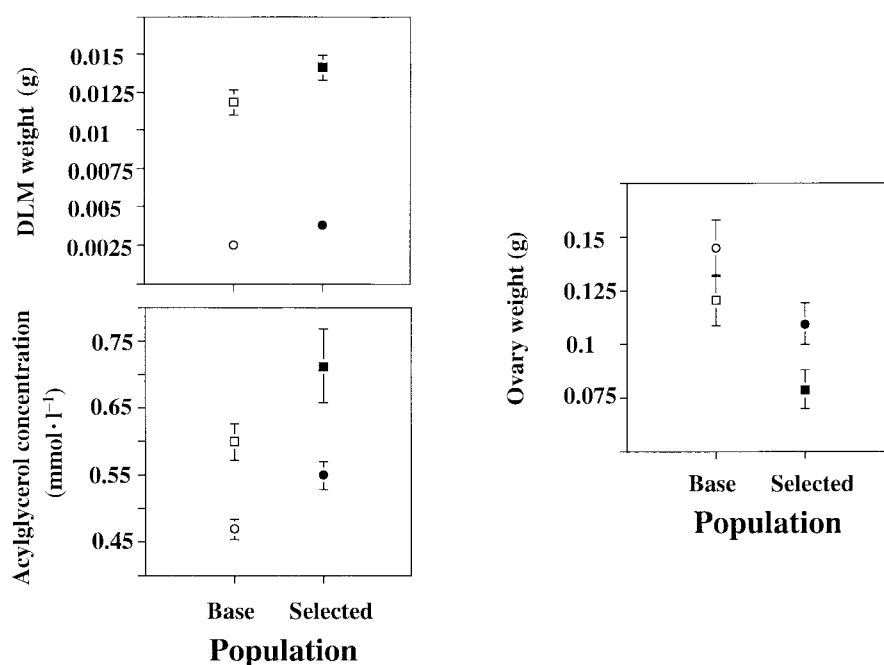 DLM weight (g)
0.015
0.0125
0.01
0.0075
0.005
0.0025
Acylglycerol concentration
(mmol·l⁻¹)
0.75
0.65
0.55
0.45
Base Selected
Population
Ovary weight (g)
0.15
0.125
0.1
0.075
Base Selected
Population